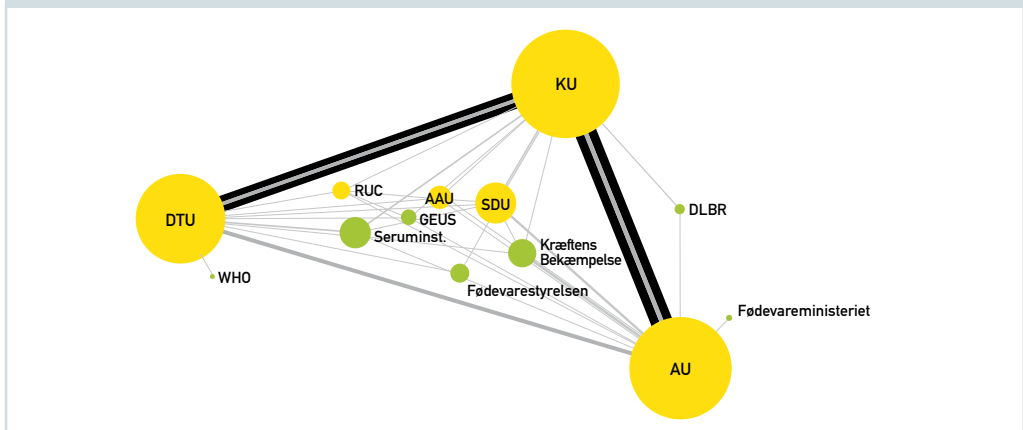 KU
RUC
AAU
SDU
DLBR
DTU
GEUS
Seruminst.
Kræftens
Bekæmpelse
WHO
Fødevarestyrelsen
Fødevareministeriet
AU